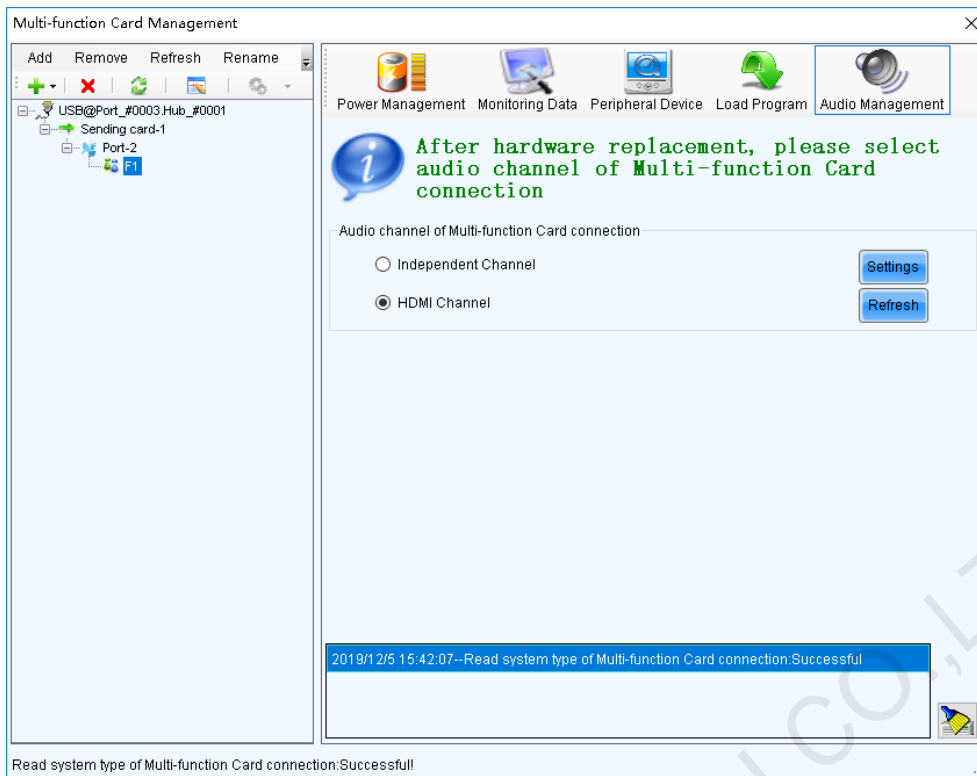 Multi-function Card Management
Add Remove Refresh Rename
USB@Port_#0003.Hub_#0001
Sending card-1
Port-2
F1
Power Management Monitoring Data Peripheral Device Load Program Audio Management
After hardware replacement, please select
audio channel of Multi-function Card
connection
Audio channel of Multi-function Card connection
Independent Channel
Settings
HDMI Channel
Refresh
2019/12/5 15:42:07--Read system type of Multi-function Card connection:Successful
CO.,LT
Read system type of Multi-function Card connection:Successful!